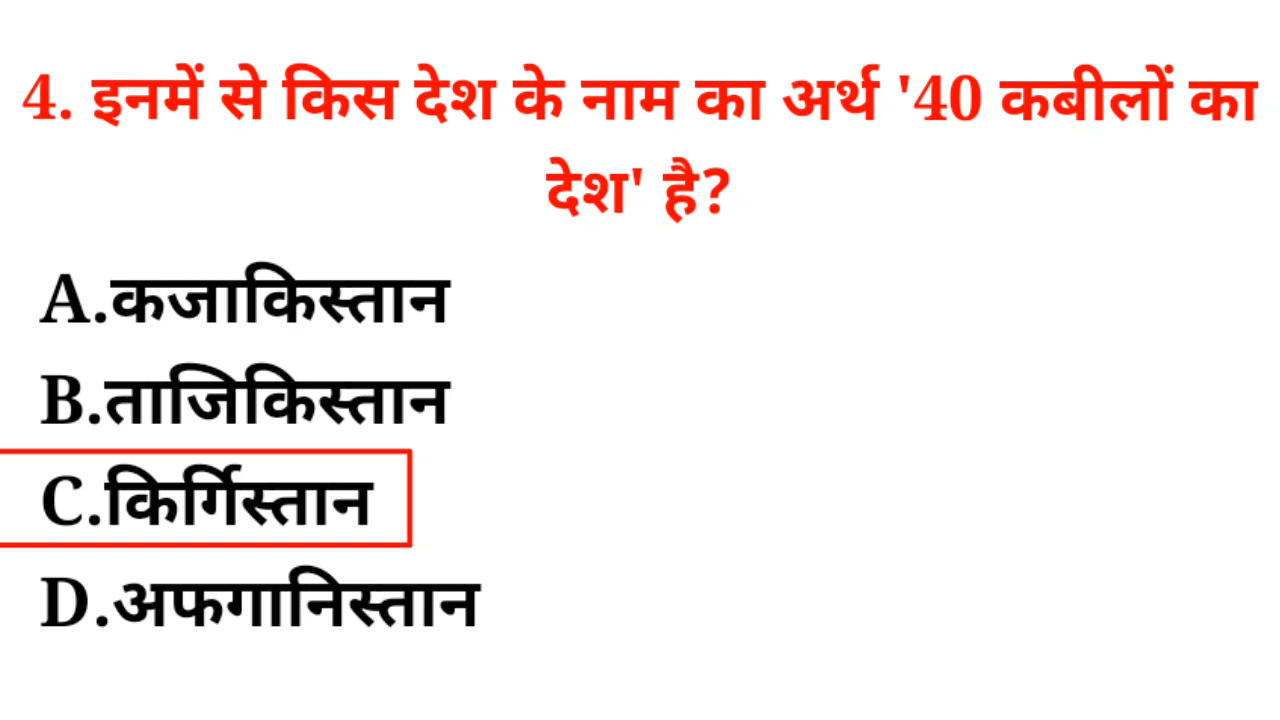 4. इनमें से किस देश के नाम का अर्थ '40 कबीलों का
देश' है?
A.कजाकिस्तान
B.ताजिकिस्तान
C.किर्गिस्तान
D.अफगानिस्तान